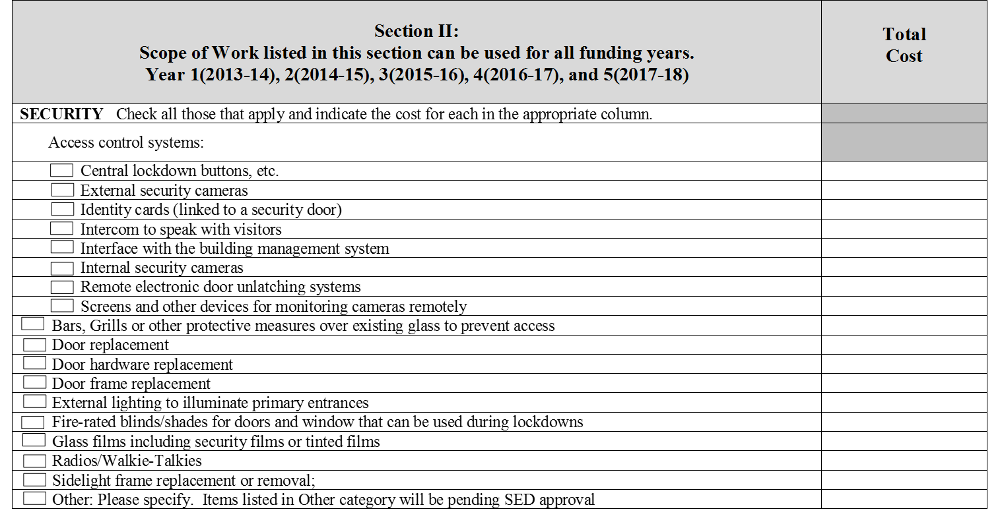 Section II:
Scope of Work listed in this section can be used for all funding years.
Year 1(2013-14), 2(2014-15), 3(2015-16), 4(2016-17), and 5(2017-18)
Total
Cost
SECURITY Check all those that apply and indicate the cost for each in the appropriate column.
Access control systems:
Central lockdown buttons, etc.
External security cameras
Identity cards (linked to a security door)
Intercom to speak with visitors
Interface with the building management system
Internal security cameras
Remote electronic door unlatching systems
Screens and other devices for monitoring cameras remotely
Bars, Grills or other protective measures over existing glass to prevent access
Door replacement
Door hardware replacement
Door frame replacement
External lighting to illuminate primary entrances
Fire-rated blinds/shades for doors and window that can be used during lockdowns
Glass films including security films or tinted films
Radios/Walkie-Talkies
Sidelight frame replacement or removal;
Other: Please specify.  Items listed in Other category will be pending SED approval